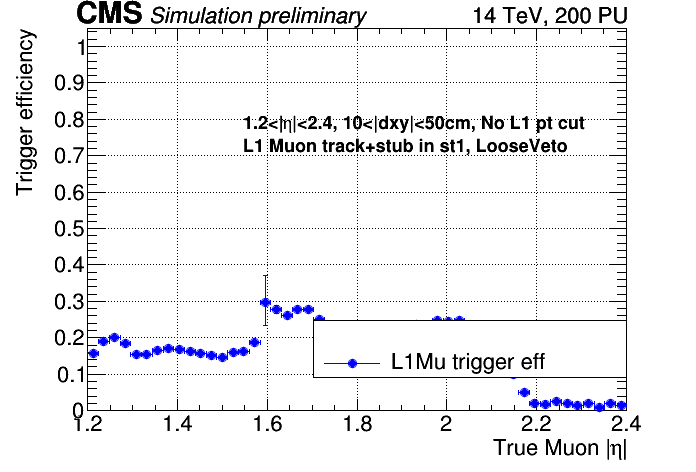 CMS Simulation preliminary 14 TeV, 200 PU
Trigger efficiency
1
0.9
0.8
0.7
0.6
0.5
0.4
0.3
0.2
0.1
0
1.2<|η|<2.4, 10<|dxy|<50cm, No L1 pt cut
L1 Muon track+stub in st1, LooseVeto
L1Mu trigger eff
1.2 1.4 1.6 1.8 2 2.2 2.4
True Muon |η|